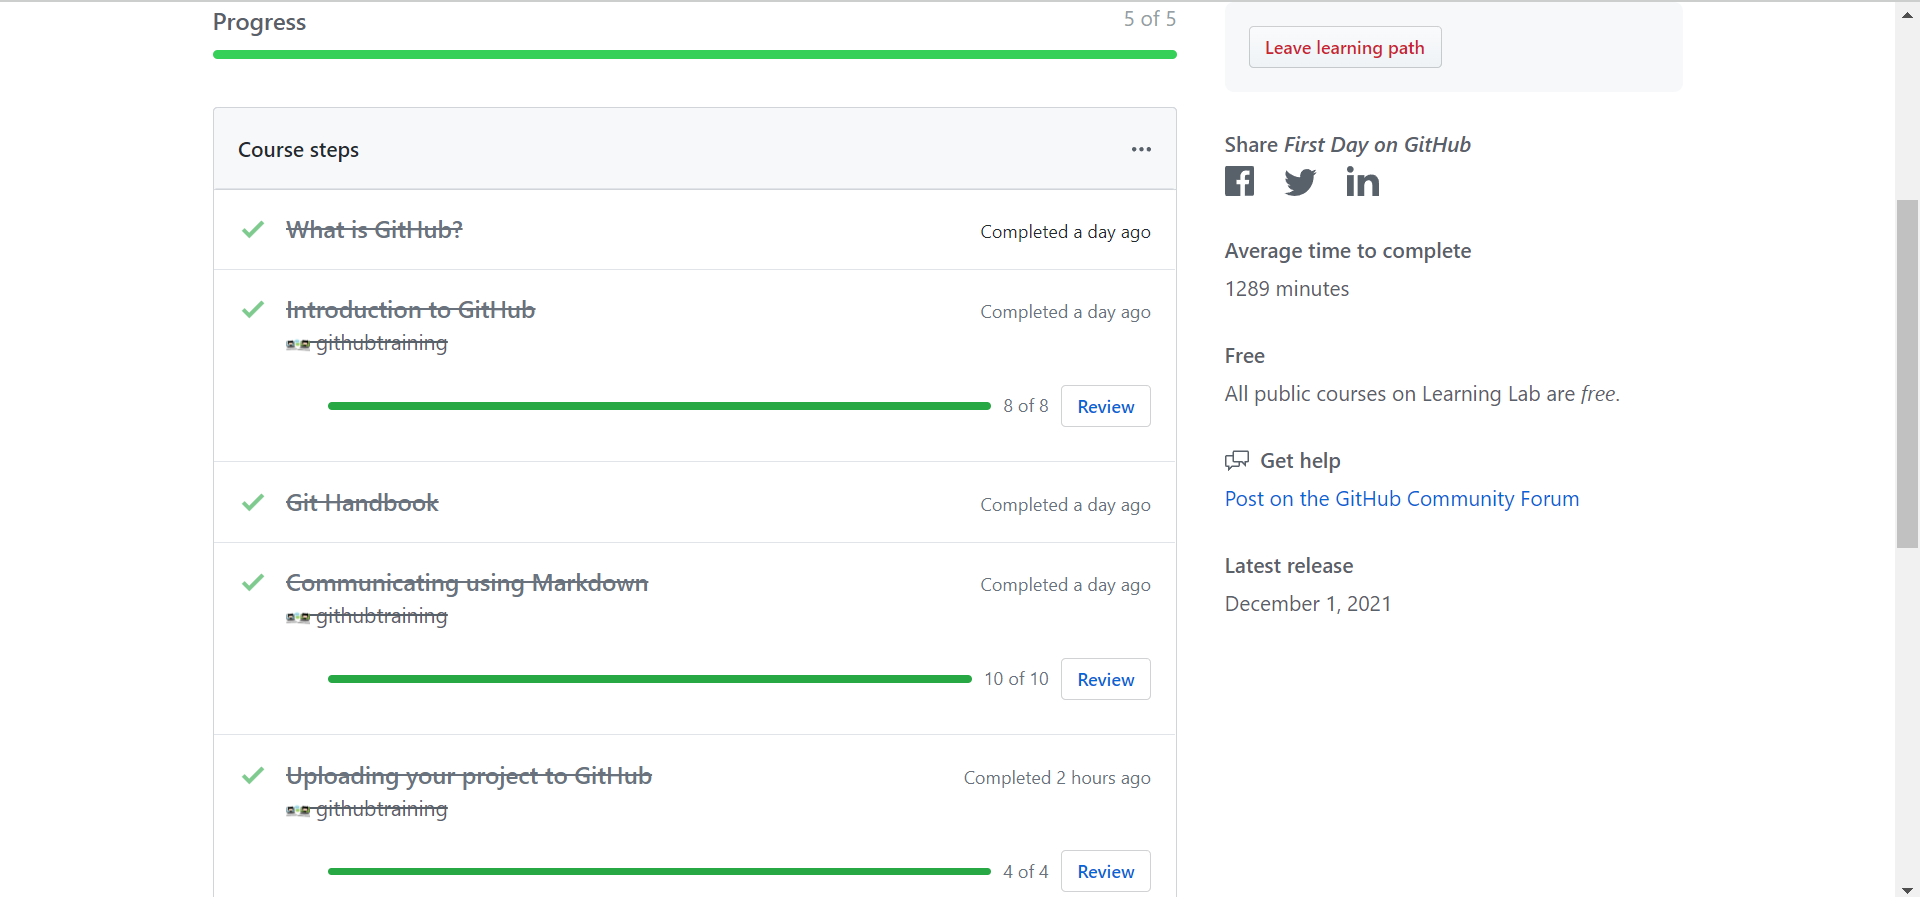 Progress
5 of 5
Course steps
What is GitHub?
Completed a day ago
Introduction to GitHub
Completed a day ago
githubtraining
8 of 8
Review
Git Handbook
Completed a day ago
Communicating using Markdown
Completed a day ago
githubtraining
10 of 10
Review
Uploading your project to GitHub
Completed 2 hours ago
githubtraining
4 of 4
Review
Leave learning path
Share First Day on GitHub
Average time to complete
1289 minutes
Free
All public courses on Learning Lab are free.
Get help
Post on the GitHub Community Forum
Latest release
December 1, 2021